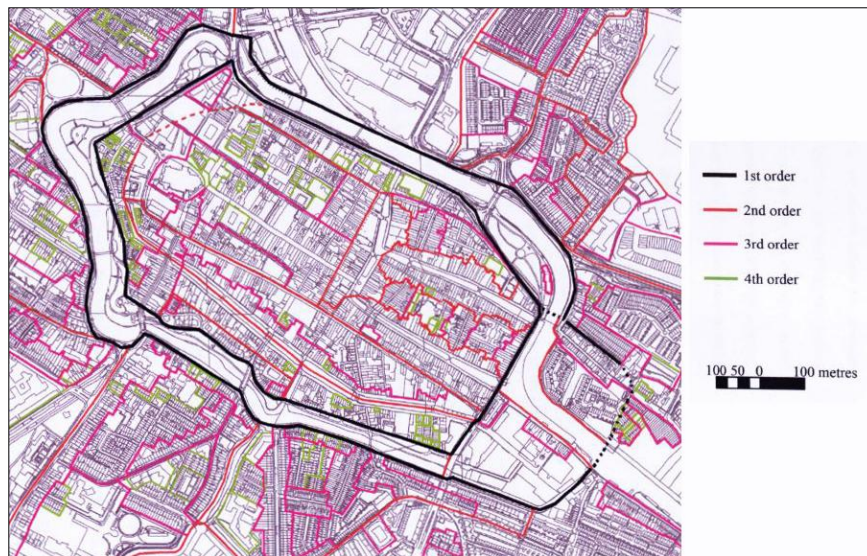 1st order
2nd order
3rd order
4th order
100 50 0 100 metres